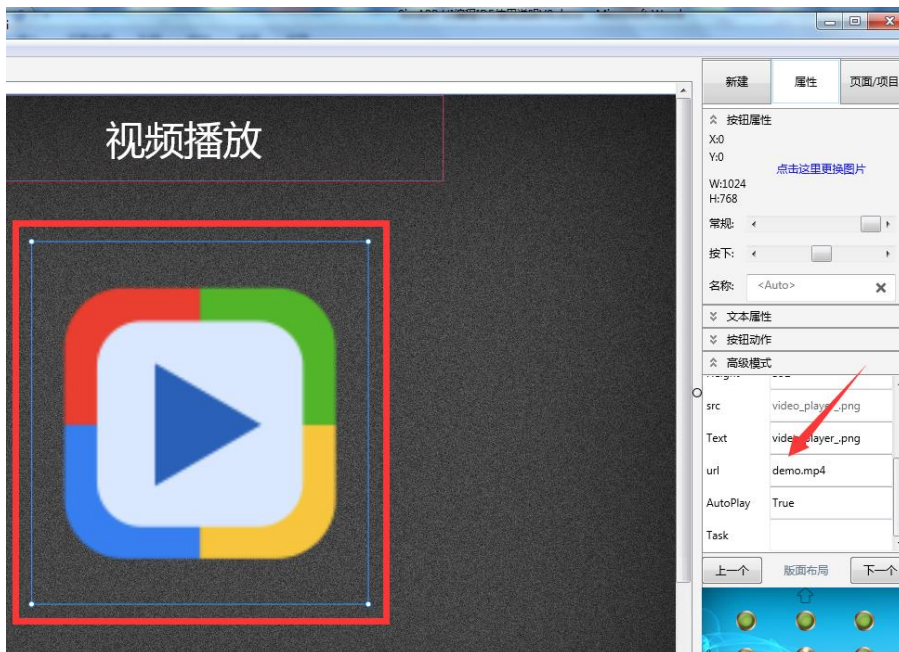 i
新建 属性 页面/项目
视频播放
按钮属性
X:0
Y:0
点击这里更换图片
W:1024
H:768
常规:
按下:
名称: <Auto>
文本属性
按钮动作
高级模式
src video_player_.png
Text video_player_.png
url demo.mp4
AutoPlay True
Task
上一个 版面布局 下一个